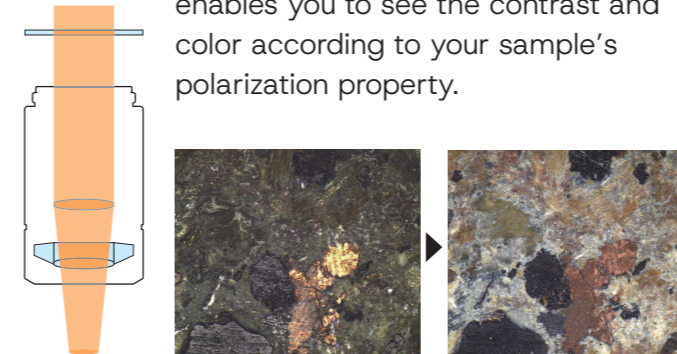 enables you to see the contrast and
color according to your sample’s
polarization property.